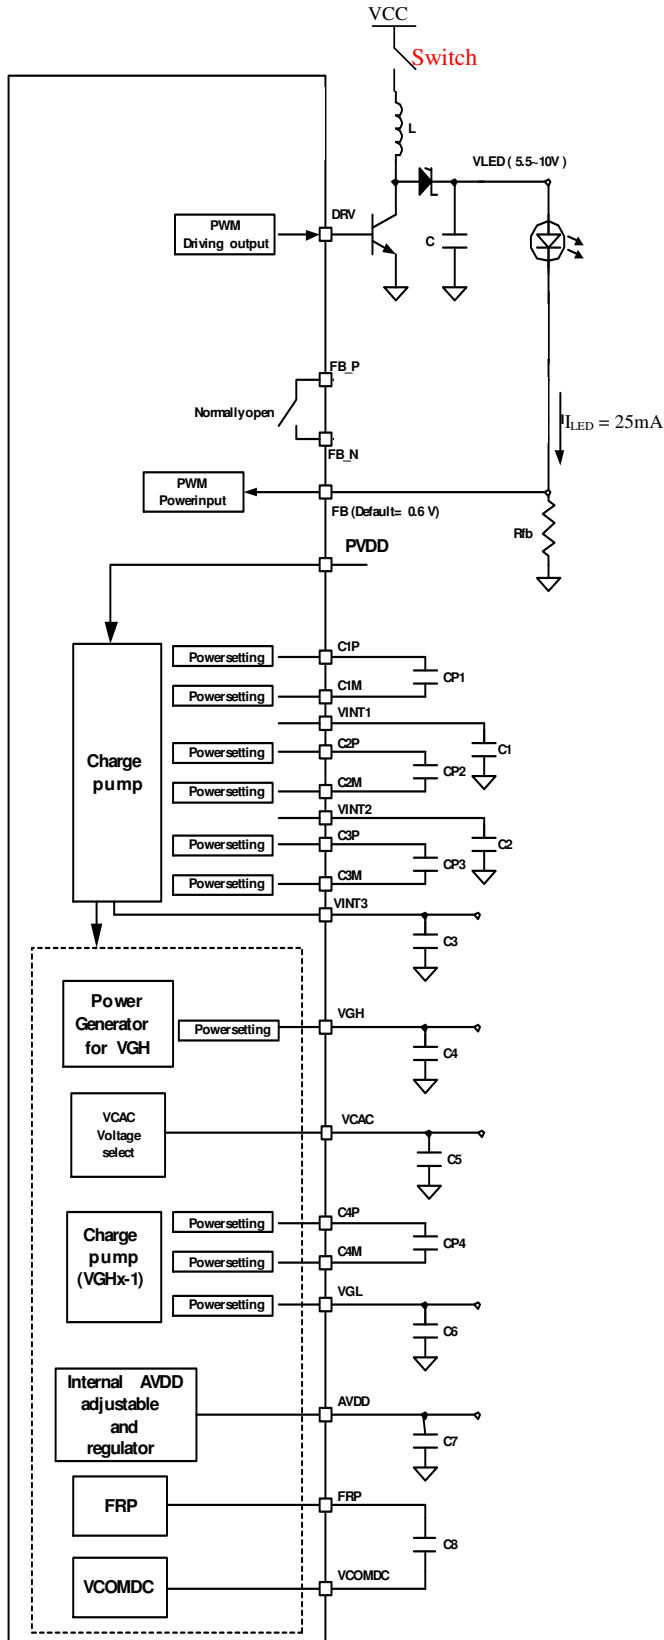 VCC
Switch
L
VLED ( 5.5~10V )
DRV
PWM
Driving output
C
FB_P
Normallyopen
FB_N
ILED = 25mA
PWM
Powerinput
FB (Default= 0.6 V)
Rfb
PVDD
Charge
pump
Powersetting
C1P
CP1
Powersetting
C1M
VINT1
C1
Powersetting
C2P
CP2
Powersetting
C2M
VINT2
C2
Powersetting
C3P
CP3
Powersetting
C3M
VINT3
C3
Power
Generator
for VGH
Powersetting
VGH
C4
VCAC
Voltage
select
VCAC
C5
Charge
pump
(VGHx-1)
Powersetting
C4P
CP4
Powersetting
C4M
Powersetting
VGL
C6
Internal AVDD
adjustable
and
regulator
AVDD
C7
FRP
FRP
C8
VCOMDC
VCOMDC